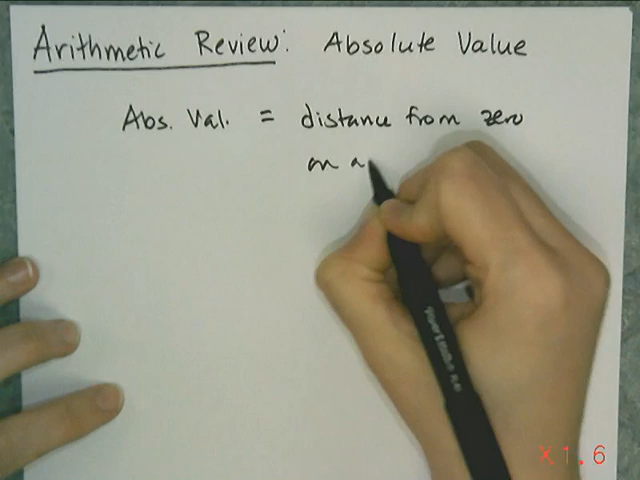 Arithmetic Review: Absolute Value
Abs. Val. = distance from zero
on a
x1.6